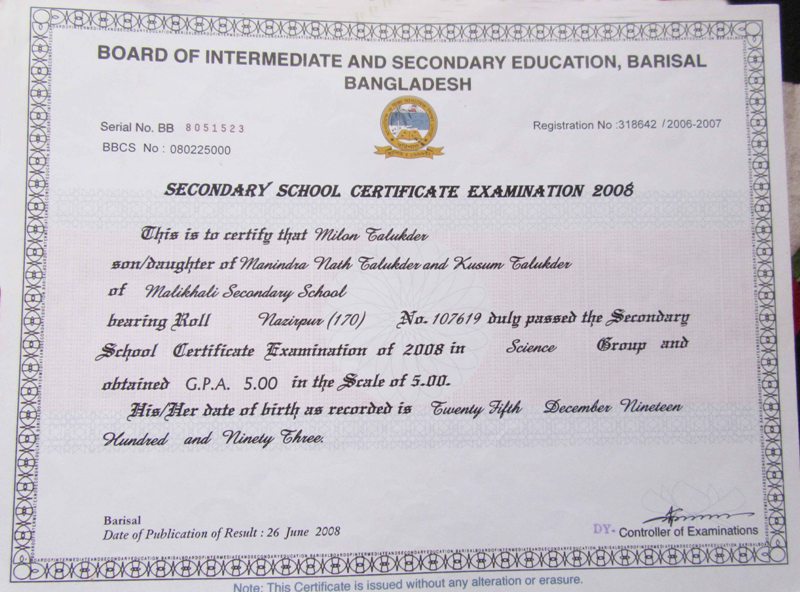 BOARD OF INTERMEDIATE AND SECONDARY EDUCATION, BARISAL
BANGLADESH
Serial No. BB 8051523
Registration No :318642 /2006-2007
BBCS No : 080225000
SECONDARY SCHOOL CERTIFICATE EXAMINATION 2008
This is to certify that Milon Talukder
son/daughter of Manindra Nath Talukder and Kusum Talukder
of Malikhali Secondary School
bearing Roll Nazirpur (170) No. 107619 duly passed the Secondary
School Certificate Examination of 2008 in Science Group and
obtained G.P.A. 5.00 in the Scale of 5.00.
His/Her date of birth as recorded is Twenty Fifth December Nineteen
Hundred and Ninety Three.
Barisal
Date of Publication of Result : 26 June 2008
DY- Controller of Examinations
Note: This Certificate is issued without any alteration or erasure.